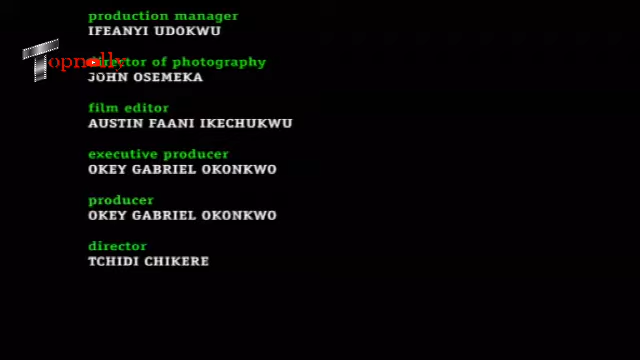 production manager
IFEANYI UDOKWU
Topnolly
director of photography
JOHN OSEMEKA
film editor
AUSTIN FAANI IKECHUKWU
executive producer
OKEY GABRIEL OKONKWO
producer
OKEY GABRIEL OKONKWO
director
TCHIDI CHIKERE